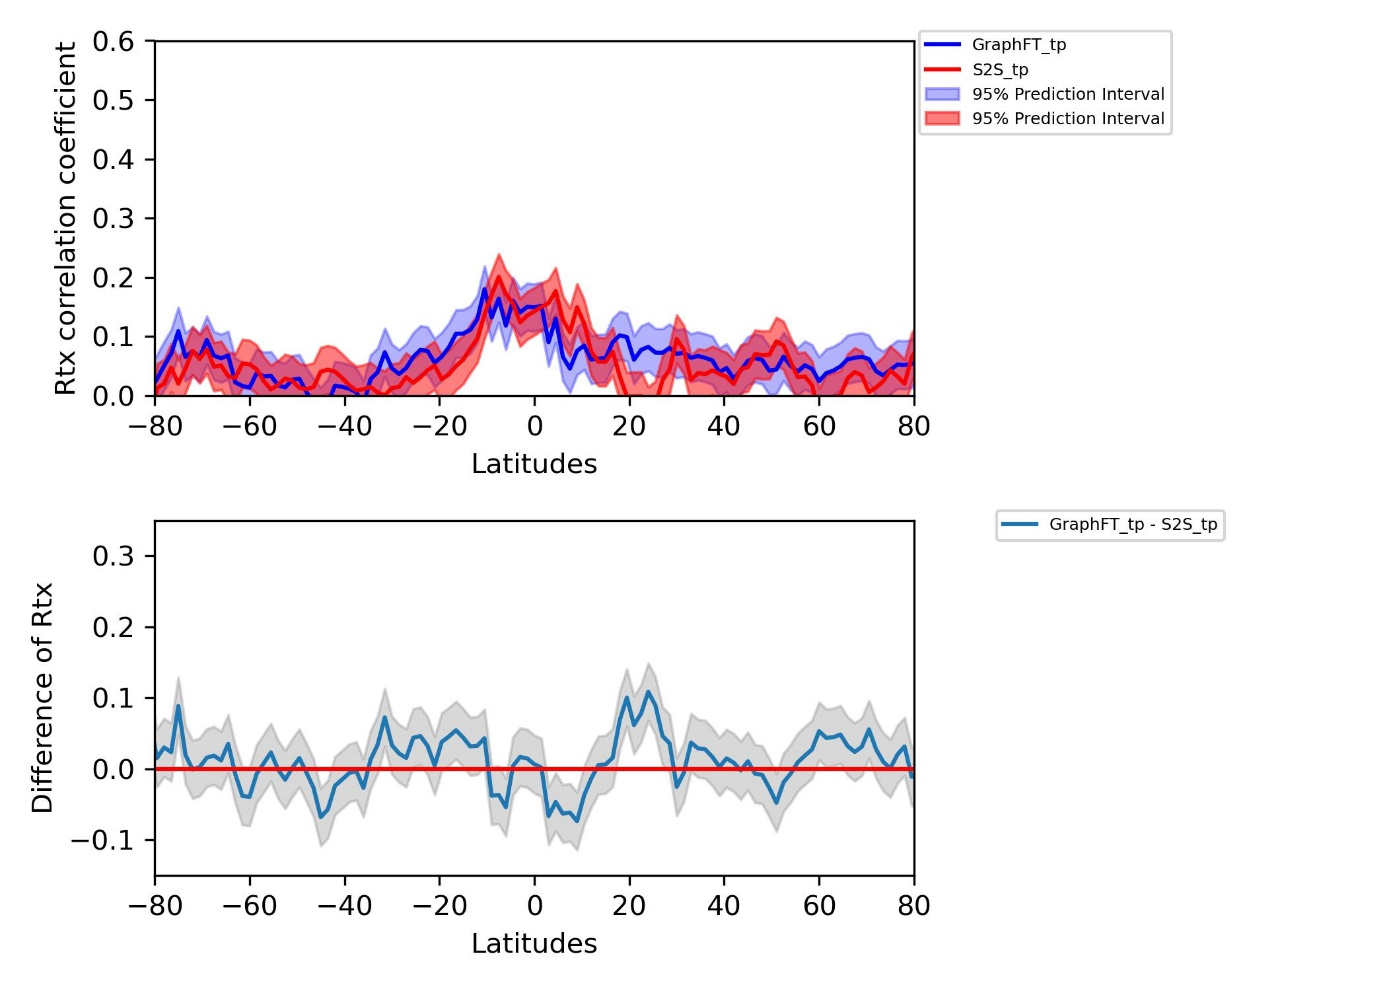 Rtx correlation coefficient
0.6
0.5
0.4
0.3
0.2
0.1
0.0
−80 −60 −40 −20 0 20 40 60 80
Latitudes
GraphFT_tp
S2S_tp
95% Prediction Interval
95% Prediction Interval
Difference of Rtx
0.3
0.2
0.1
0.0
−0.1
−80 −60 −40 −20 0 20 40 60 80
Latitudes
GraphFT_tp - S2S_tp